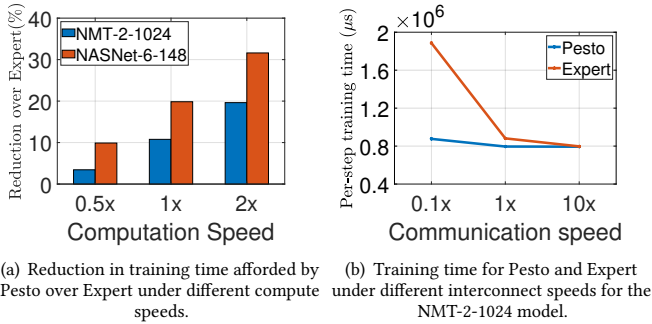 Reduction over Expert(%)
40
30
20
10
0
NMT-2-1024
NASNet-6-148
0.5x 1x 2x
Computation Speed
(a) Reduction in training time afforded by
Pesto over Expert under different compute
speeds.
Per-step training time (μs)
×10⁶
2
1.6
1.2
0.8
0.4
Pesto
Expert
0.1x 1x 10x
Communication speed
(b) Training time for Pesto and Expert
under different interconnect speeds for the
NMT-2-1024 model.